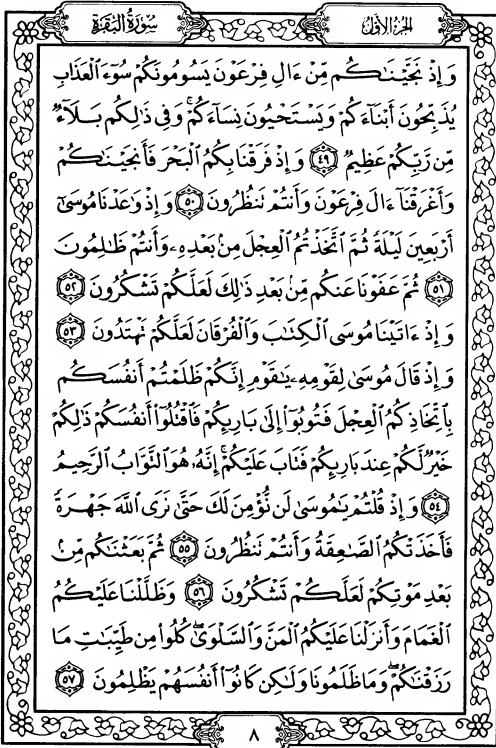 الجزء الأول
سورة البقرة
وَإِذْ نَجَّيْنَٰكُم مِّنْ ءَالِ فِرْعَوْنَ يَسُومُونَكُمْ سُوٓءَ ٱلْعَذَابِ
يُذَبِّحُونَ أَبْنَآءَكُمْ وَيَسْتَحْيُونَ نِسَآءَكُمْ ۚ وَفِى ذَٰلِكُم بَلَآءٌ
مِّن رَّبِّكُمْ عَظِيمٌ ٤٩ وَإِذْ فَرَقْنَا بِكُمُ ٱلْبَحْرَ فَأَنجَيْنَٰكُمْ
وَأَغْرَقْنَآ ءَالَ فِرْعَوْنَ وَأَنتُمْ تَنظُرُونَ ٥٠ وَإِذْ وَٰعَدْنَا مُوسَىٰٓ
أَرْبَعِينَ لَيْلَةً ثُمَّ ٱتَّخَذْتُمُ ٱلْعِجْلَ مِنۢ بَعْدِهِۦ وَأَنتُمْ ظَٰلِمُونَ
٥١ ثُمَّ عَفَوْنَا عَنكُم مِّنۢ بَعْدِ ذَٰلِكَ لَعَلَّكُمْ تَشْكُرُونَ ٥٢
وَإِذْ ءَاتَيْنَا مُوسَى ٱلْكِتَٰبَ وَٱلْفُرْقَانَ لَعَلَّكُمْ تَهْتَدُونَ ٥٣
وَإِذْ قَالَ مُوسَىٰ لِقَوْمِهِۦ يَٰقَوْمِ إِنَّكُمْ ظَلَمْتُمْ أَنفُسَكُم
بِٱتِّخَاذِكُمُ ٱلْعِجْلَ فَتُوبُوٓا۟ إِلَىٰ بَارِئِكُمْ فَٱقْتُلُوٓا۟ أَنفُسَكُمْ ذَٰلِكُمْ
خَيْرٌ لَّكُمْ عِندَ بَارِئِكُمْ فَتَابَ عَلَيْكُمْ ۚ إِنَّهُۥ هُوَ ٱلتَّوَّابُ ٱلرَّحِيمُ
٥٤ وَإِذْ قُلْتُمْ يَٰمُوسَىٰ لَن نُّؤْمِنَ لَكَ حَتَّىٰ نَرَى ٱللَّهَ جَهْرَةً
فَأَخَذَتْكُمُ ٱلصَّٰعِقَةُ وَأَنتُمْ تَنظُرُونَ ٥٥ ثُمَّ بَعَثْنَٰكُم مِّنۢ
بَعْدِ مَوْتِكُمْ لَعَلَّكُمْ تَشْكُرُونَ ٥٦ وَظَلَّلْنَا عَلَيْكُمُ
ٱلْغَمَامَ وَأَنزَلْنَا عَلَيْكُمُ ٱلْمَنَّ وَٱلسَّلْوَىٰ ۖ كُلُوا۟ مِن طَيِّبَٰتِ مَا
رَزَقْنَٰكُمْ ۖ وَمَا ظَلَمُونَا وَلَٰكِن كَانُوٓا۟ أَنفُسَهُمْ يَظْلِمُونَ ٥٧
٨